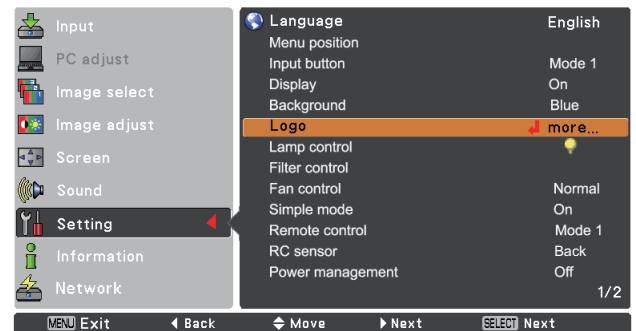 Input
PC adjust
Image select
Image adjust
Screen
Sound
Setting
Information
Network
Language English
Menu position
Input button Mode 1
Display On
Background Blue
Logo more...
Lamp control
Filter control
Fan control Normal
Simple mode On
Remote control Mode 1
RC sensor Back
Power management Off
1/2
MENU Exit Back Move Next SELECT Next